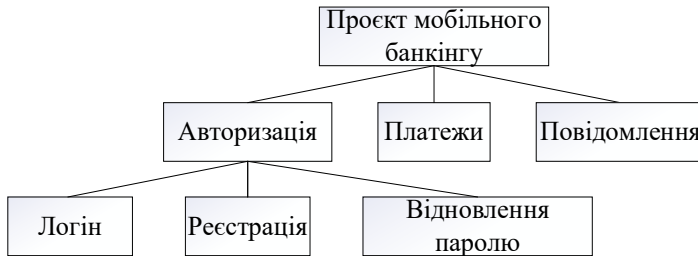 Проєкт мобільного
банкінгу
Авторизація
Платежи
Повідомлення
Логін
Реєстрація
Відновлення
паролю